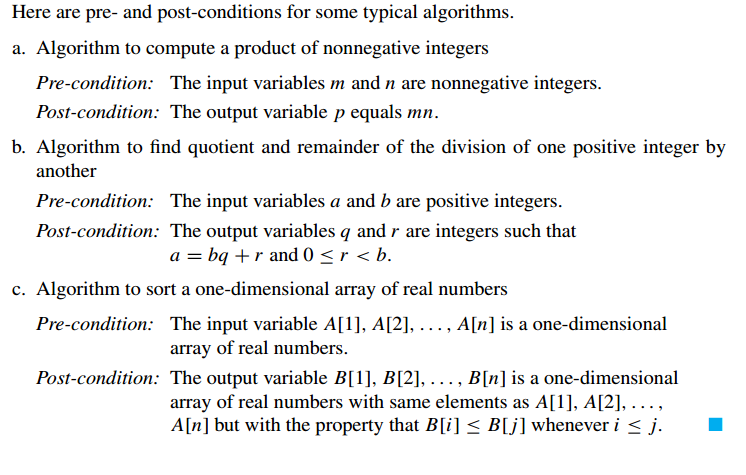 Here are pre- and post-conditions for some typical algorithms.
a. Algorithm to compute a product of nonnegative integers
Pre-condition: The input variables m and n are nonnegative integers.
Post-condition: The output variable p equals mn.
b. Algorithm to find quotient and remainder of the division of one positive integer by
another
Pre-condition: The input variables a and b are positive integers.
Post-condition: The output variables q and r are integers such that
a = bq + r and 0 ≤ r < b.
c. Algorithm to sort a one-dimensional array of real numbers
Pre-condition: The input variable A[1], A[2], . . . , A[n] is a one-dimensional
array of real numbers.
Post-condition: The output variable B[1], B[2], . . . , B[n] is a one-dimensional
array of real numbers with same elements as A[1], A[2], . . . ,
A[n] but with the property that B[i] ≤ B[j] whenever i ≤ j.